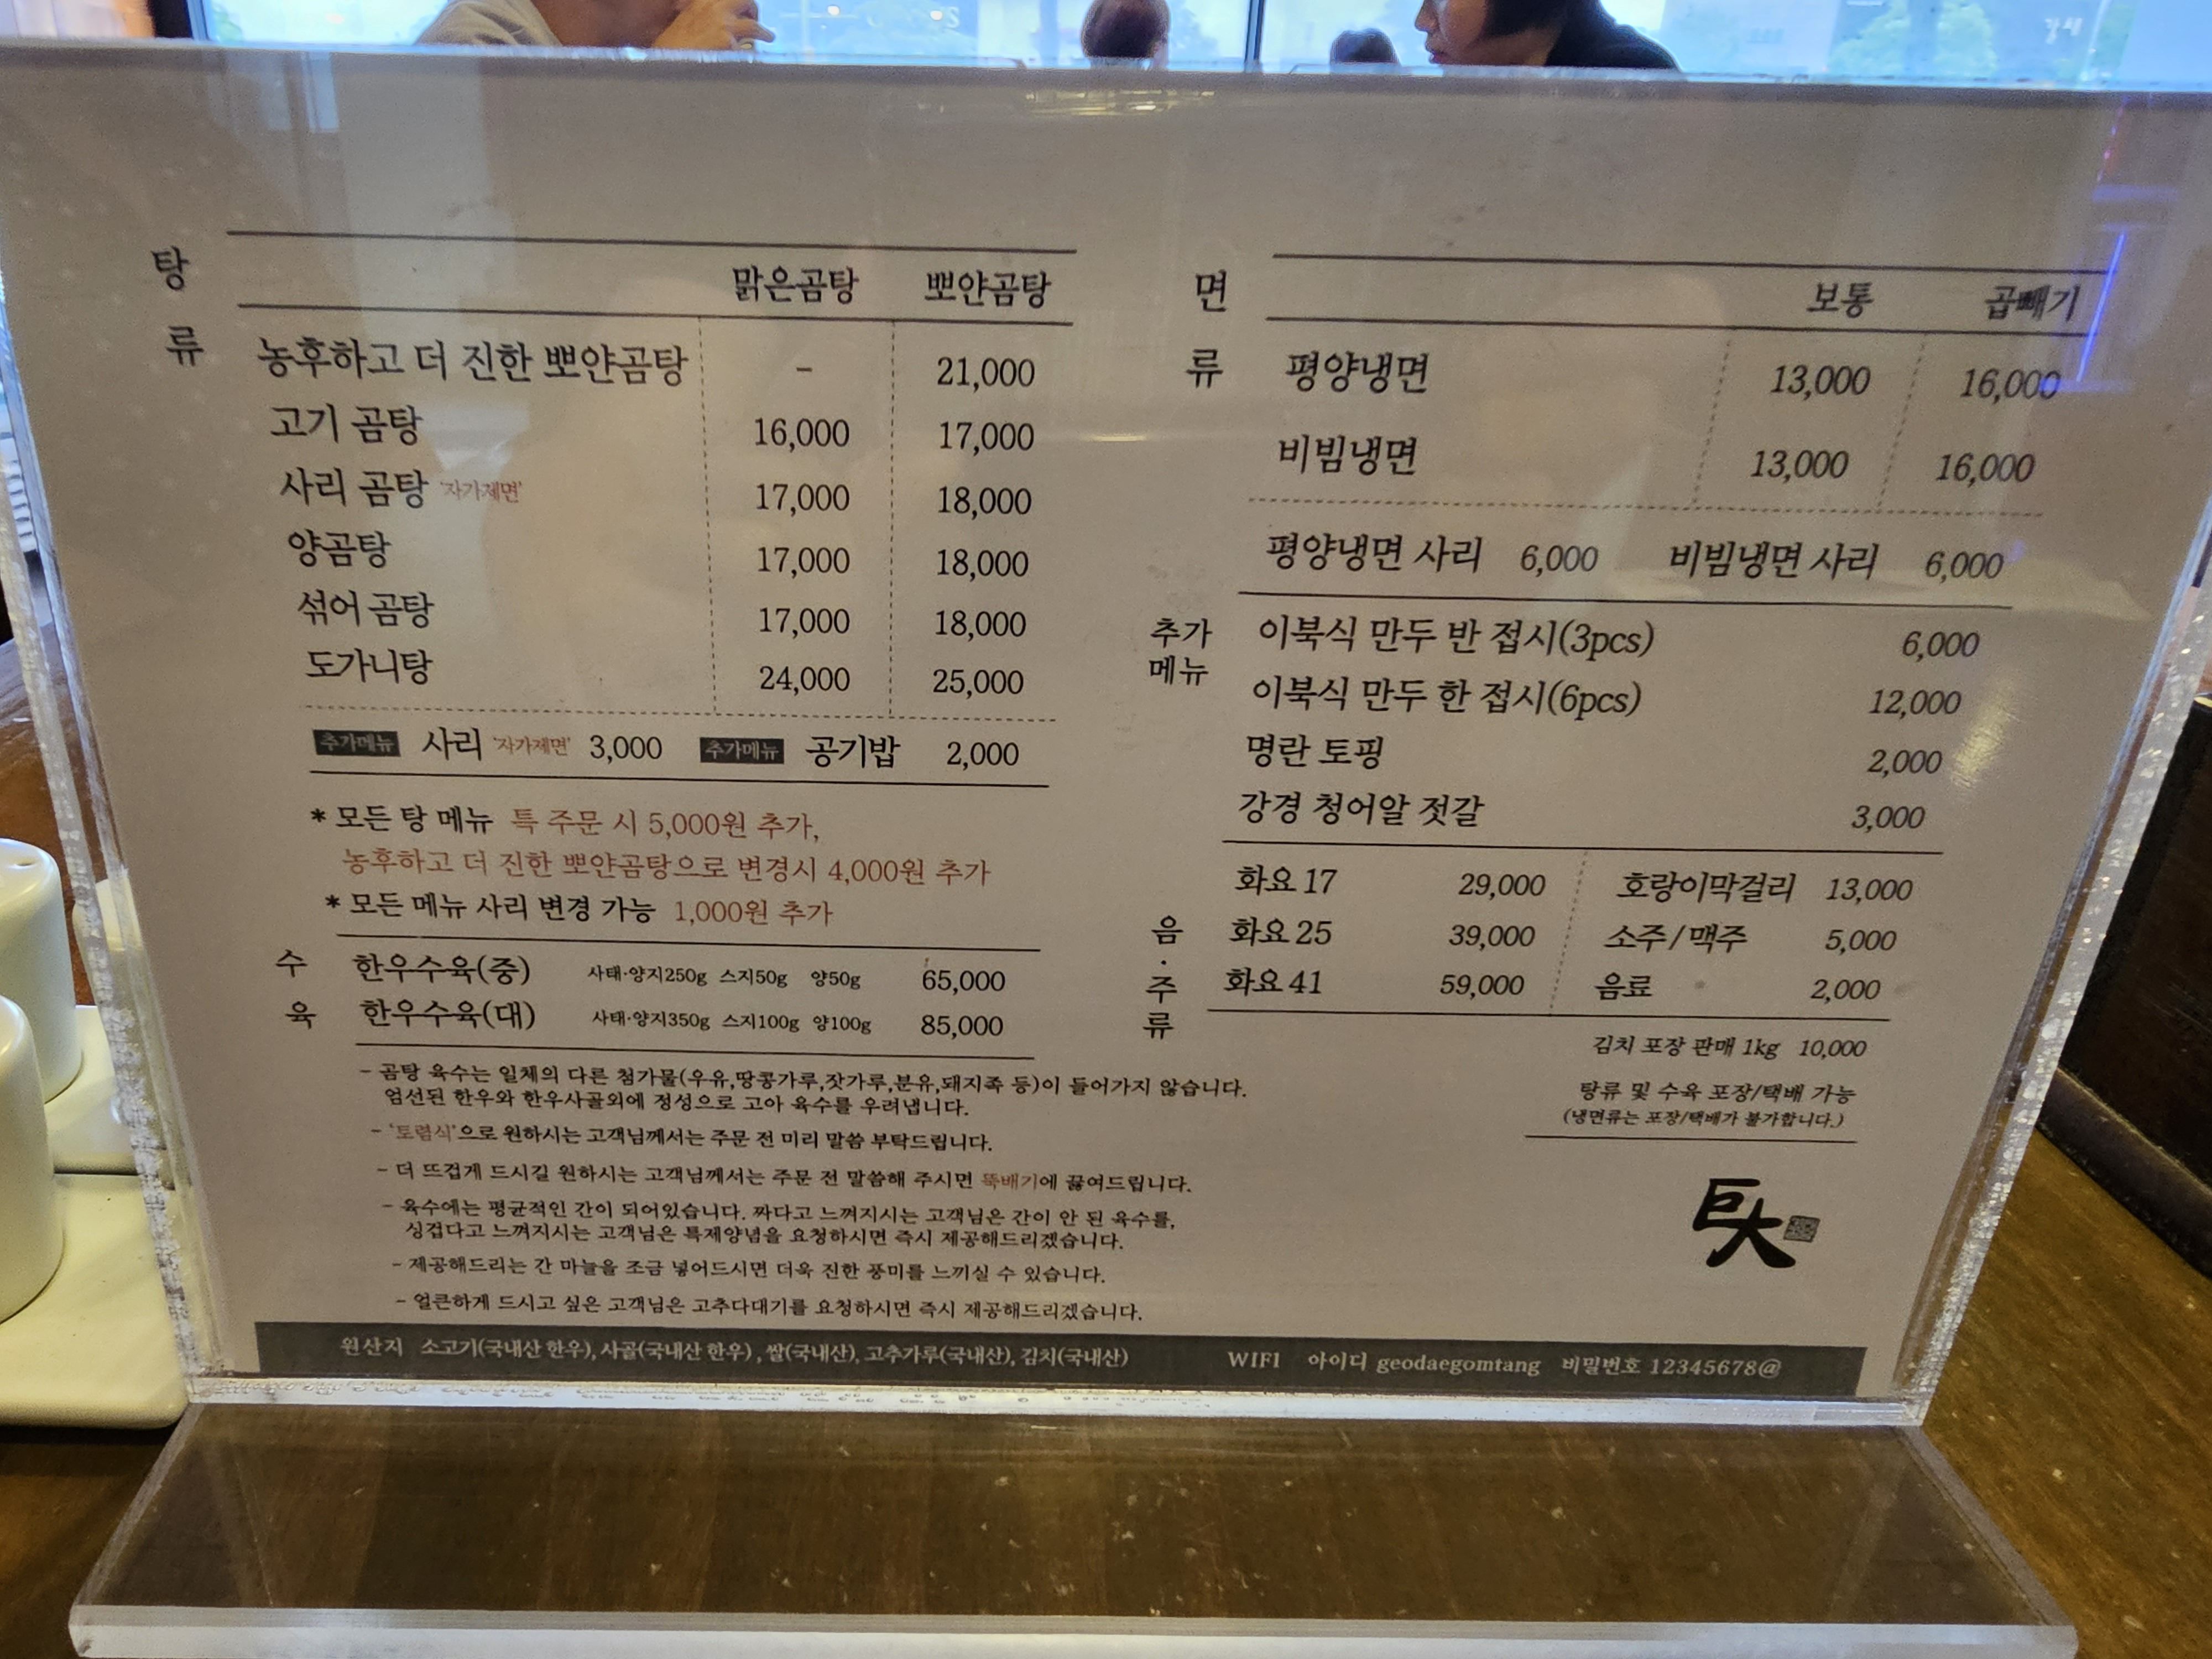 탕류
맑은곰탕 뽀얀곰탕
농후하고 더 진한 뽀얀곰탕 - 21,000
고기 곰탕 16,000 17,000
사리 곰탕 '자가제면' 17,000 18,000
양곰탕 17,000 18,000
섞어 곰탕 17,000 18,000
도가니탕 24,000 25,000
추가메뉴 사리 '자가제면' 3,000 추가메뉴 공기밥 2,000
* 모든 탕 메뉴 특 주문 시 5,000원 추가,
농후하고 더 진한 뽀얀곰탕으로 변경시 4,000원 추가
* 모든 메뉴 사리 변경 가능 1,000원 추가
수육
한우수육(중) 사태·양지250g 스지50g 양50g 65,000
한우수육(대) 사태·양지350g 스지100g 양100g 85,000
- 곰탕 육수는 일체의 다른 첨가물(우유,땅콩가루,잣가루,분유,돼지족 등)이 들어가지 않습니다.
엄선된 한우와 한우사골외에 정성으로 고아 육수를 우려냅니다.
- '토렴식'으로 원하시는 고객님께서는 주문 전 미리 말씀 부탁드립니다.
- 더 뜨겁게 드시길 원하시는 고객님께서는 주문 전 말씀해 주시면 뚝배기에 끓여드립니다.
- 육수에는 평균적인 간이 되어있습니다. 짜다고 느껴지시는 고객님은 간이 안 된 육수를,
싱겁다고 느껴지시는 고객님은 특제양념을 요청하시면 즉시 제공해드리겠습니다.
- 제공해드리는 간 마늘을 조금 넣어드시면 더욱 진한 풍미를 느끼실 수 있습니다.
- 얼큰하게 드시고 싶은 고객님은 고추다대기를 요청하시면 즉시 제공해드리겠습니다.
면류
보통 곱빼기
평양냉면 13,000 16,000
비빔냉면 13,000 16,000
평양냉면 사리 6,000 비빔냉면 사리 6,000
추가
메뉴
이북식 만두 반 접시(3pcs) 6,000
이북식 만두 한 접시(6pcs) 12,000
명란 토핑 2,000
강경 청어알 젓갈 3,000
음·주류
화요 17 29,000 호랑이막걸리 13,000
화요 25 39,000 소주/맥주 5,000
화요 41 59,000 음료 2,000
김치 포장 판매 1kg 10,000
탕류 및 수육 포장/택배 가능
(냉면류는 포장/택배가 불가합니다.)
巨大
원산지 소고기(국내산 한우), 사골(국내산 한우), 쌀(국내산), 고추가루(국내산), 김치(국내산)
WIFI 아이디 geodaegomtang 비밀번호 12345678@